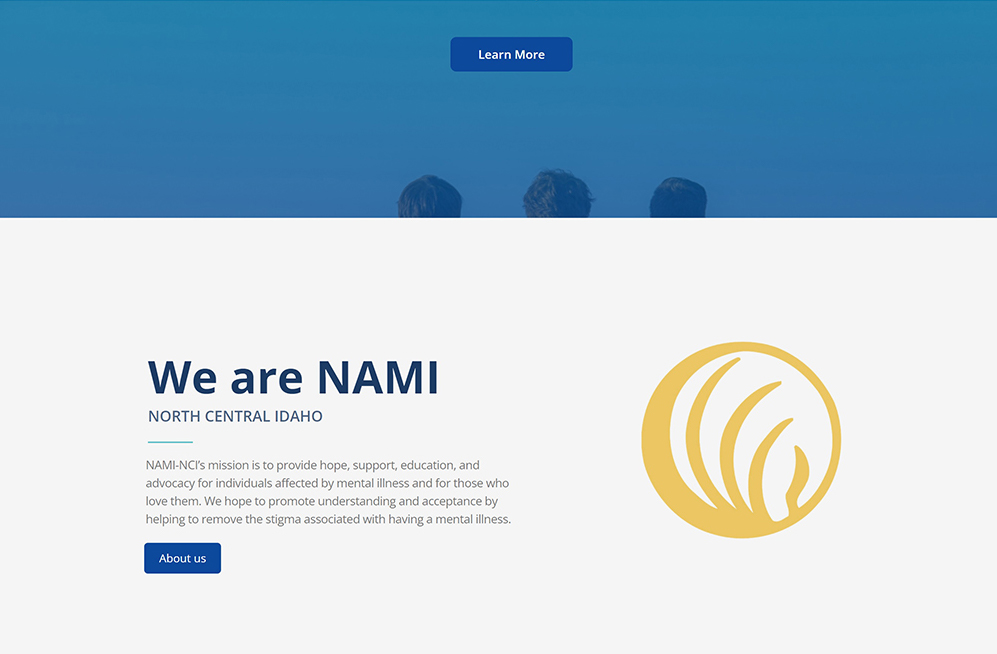 Learn More
We are NAMI
NORTH CENTRAL IDAHO
NAMI-NCI’s mission is to provide hope, support, education, and
advocacy for individuals affected by mental illness and for those who
love them. We hope to promote understanding and acceptance by
helping to remove the stigma associated with having a mental illness.
About us